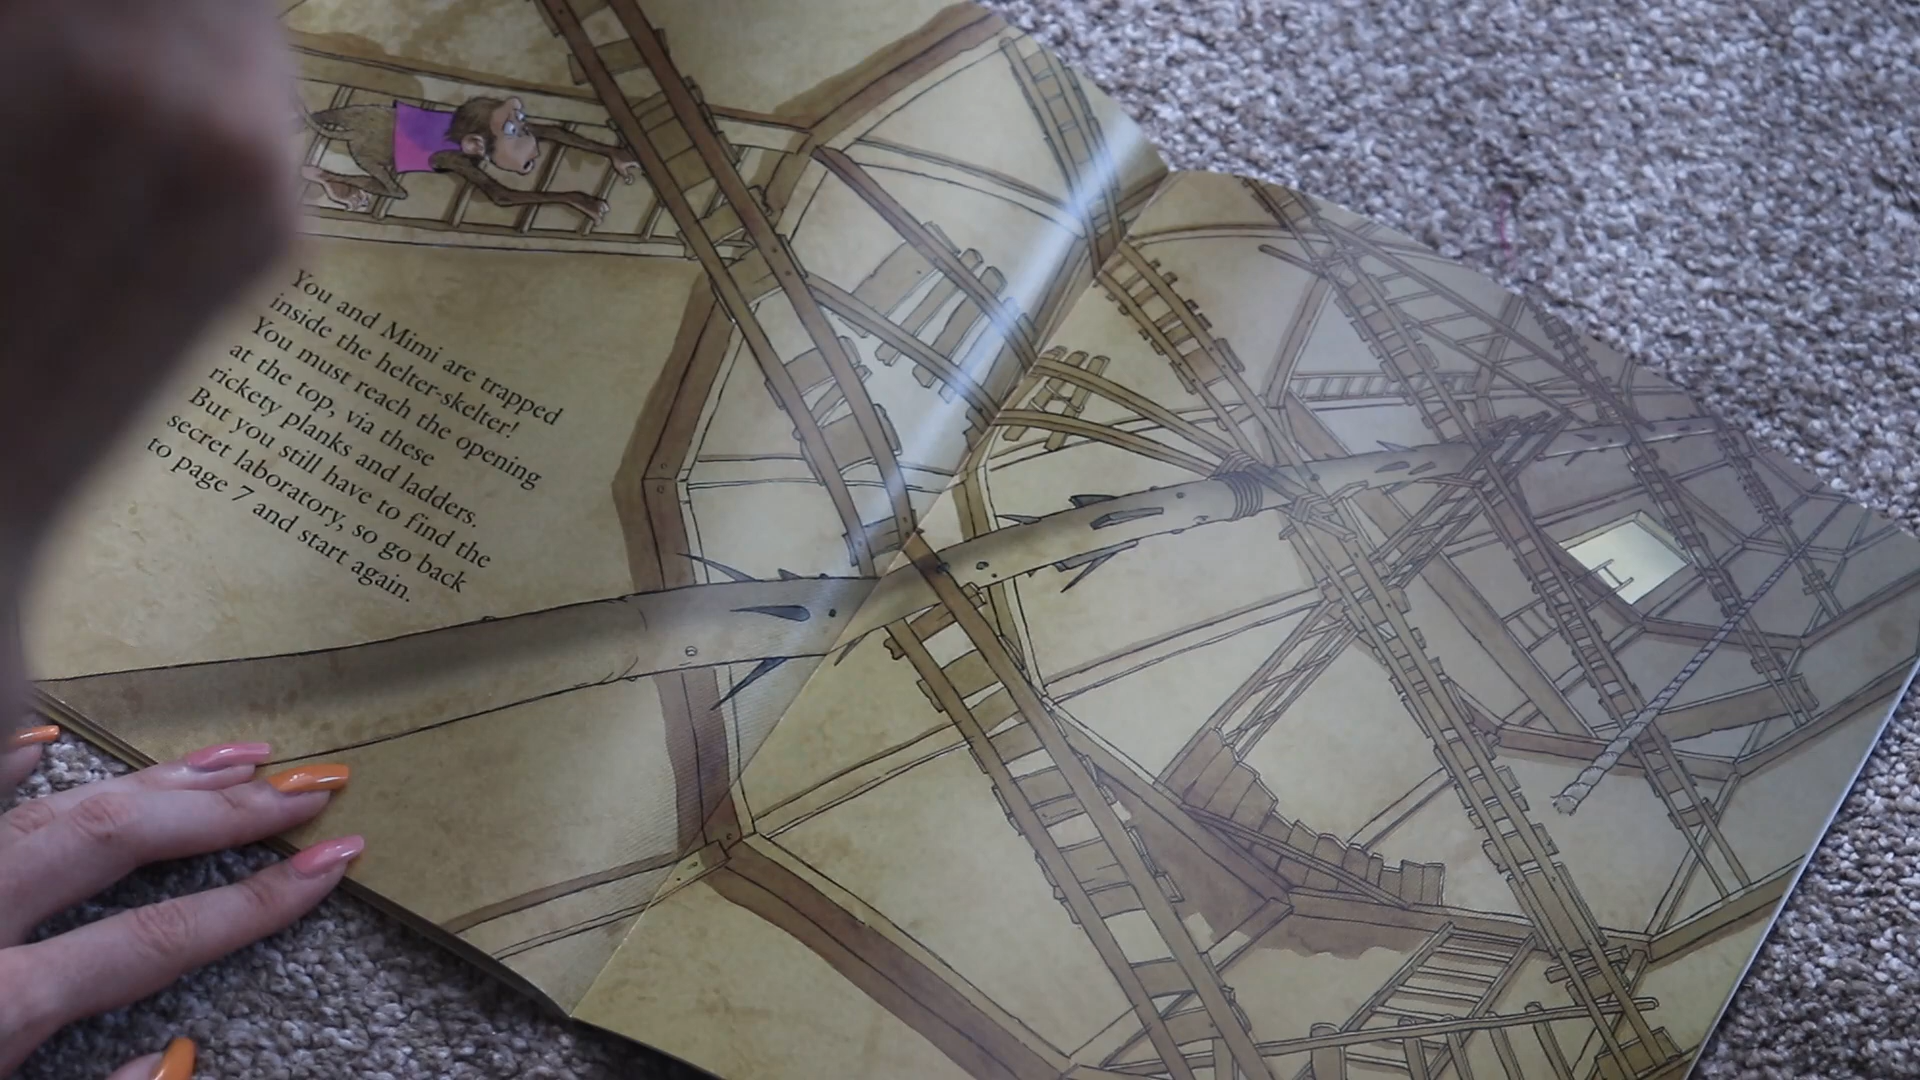 You and Mimi are trapped
inside the helter-skelter!
You must reach the opening
at the top, via these
rickety planks and ladders.
But you still have to find the
secret laboratory, so go back
to page 7 and start again.